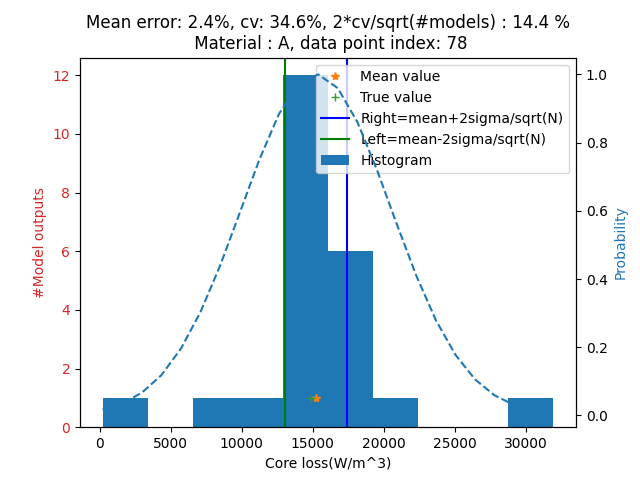 Mean error: 2.4%, cv: 34.6%, 2*cv/sqrt(#models) : 14.4 %
Material : A, data point index: 78
Mean value
True value
Right=mean+2sigma/sqrt(N)
Left=mean-2sigma/sqrt(N)
Histogram
12
10
8
6
4
2
0
#Model outputs
1.0
0.8
0.6
0.4
0.2
0.0
Probability
0 5000 10000 15000 20000 25000 30000
Core loss(W/m^3)